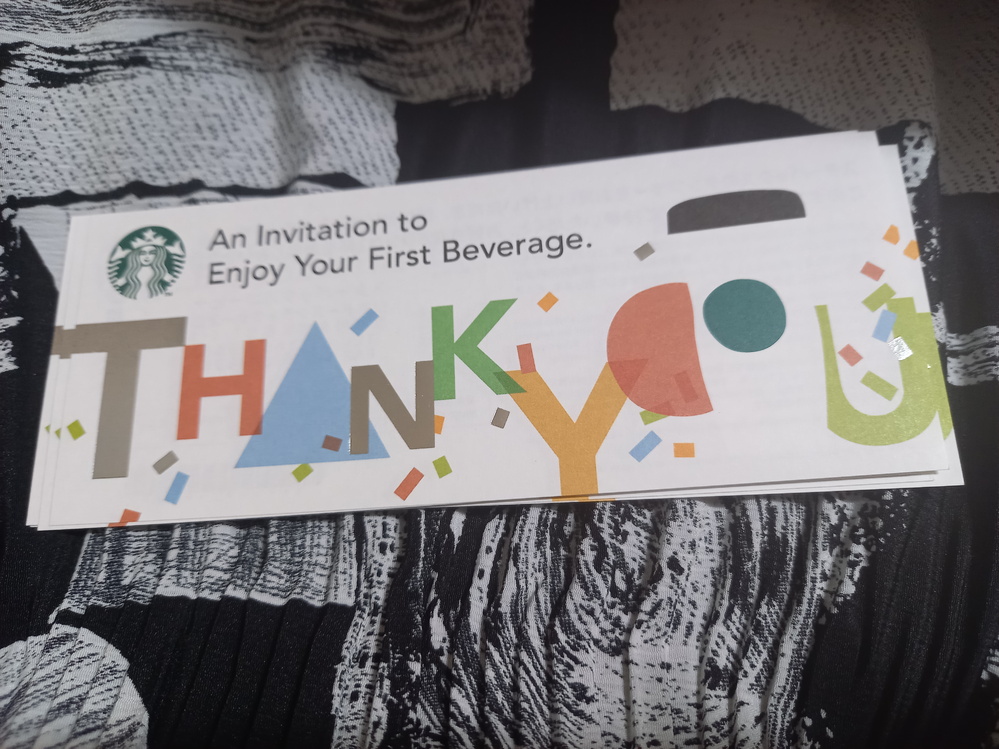 An Invitation to
Enjoy Your First Beverage.
THANK YOU